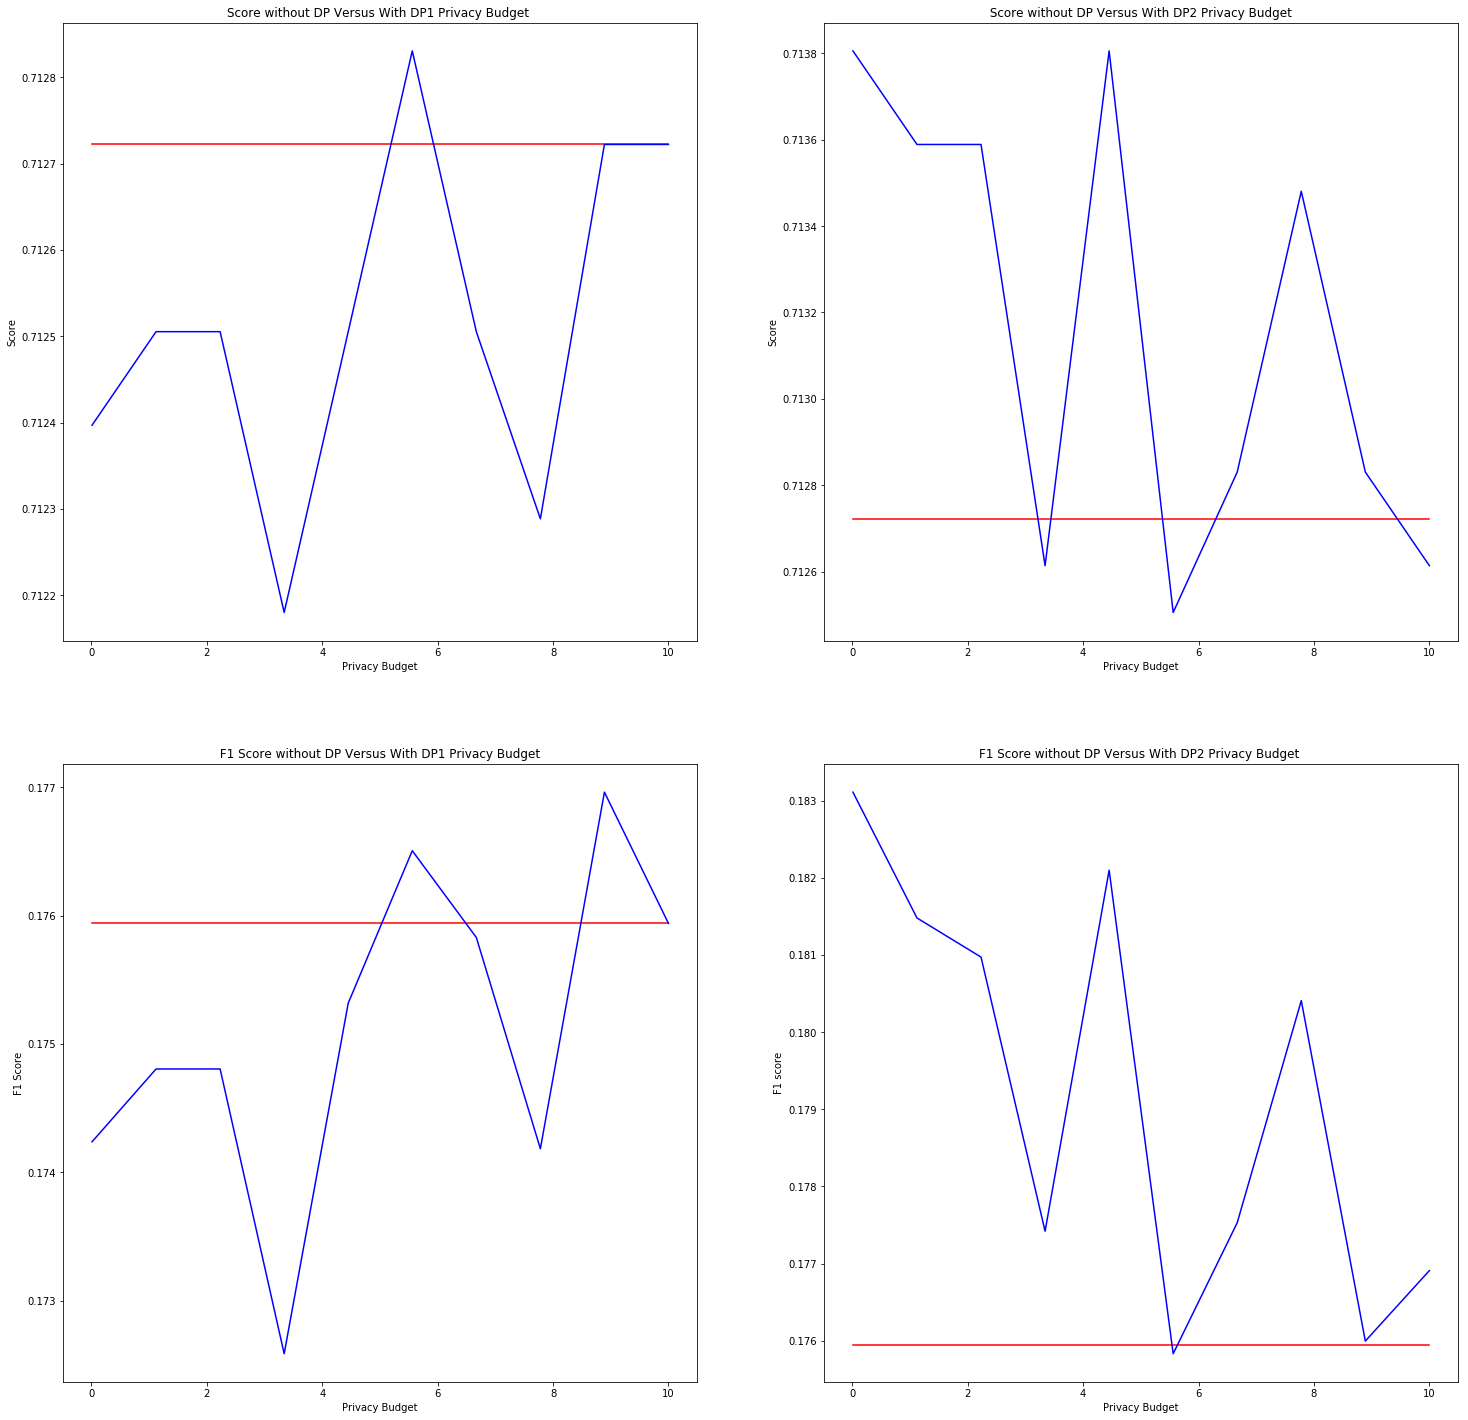 Score without DP Versus With DP1 Privacy Budget
0.7128
0.7127
0.7126
0.7125
0.7124
0.7123
0.7122
Score
0 2 4 6 8 10
Privacy Budget
Score without DP Versus With DP2 Privacy Budget
0.7138
0.7136
0.7134
0.7132
0.7130
0.7128
0.7126
Score
0 2 4 6 8 10
Privacy Budget
F1 Score without DP Versus With DP1 Privacy Budget
0.177
0.176
0.175
0.174
0.173
F1 Score
0 2 4 6 8 10
Privacy Budget
F1 Score without DP Versus With DP2 Privacy Budget
0.183
0.182
0.181
0.180
0.179
0.178
0.177
0.176
F1 score
0 2 4 6 8 10
Privacy Budget